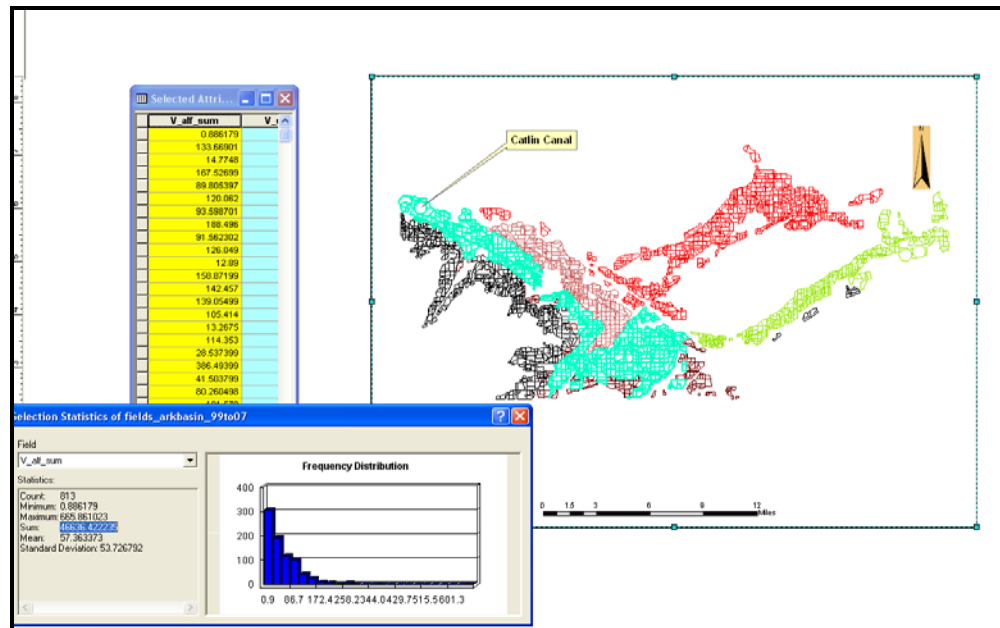 Selected Attri...
V_alf_sum
0.886179
133.66901
14.7748
167.52699
89.805397
120.062
93.598701
188.496
91.562302
126.049
12.89
158.87199
142.457
139.05499
105.414
13.2675
114.353
28.537399
386.49399
41.503799
80.260498
Catlin Canal
N
0 1.5 3 6 9 12
Miles
Selection Statistics of fields_arkbasin_99to07
Field
V_alf_sum
Statistics:
Count: 813
Minimum: 0.886179
Maximum: 665.861023
Sum: 46636.422235
Mean: 57.363373
Standard Deviation: 53.726792
Frequency Distribution
400
300
200
100
0
0.9 86.7 172.4 258.2 344.0 429.7 515.5 601.3